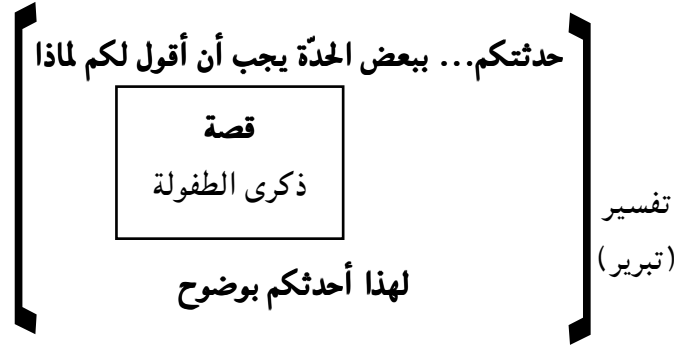 حدثتكم... ببعض الحدّة يجب أن أقول لكم لماذا
قصة
ذكرى الطفولة
لهذا أحدثكم بوضوح
تفسير
(تبرير)